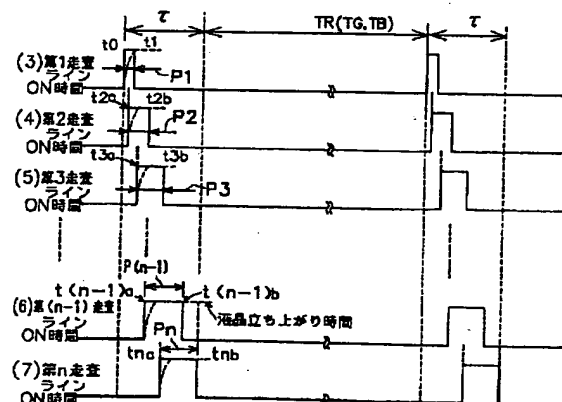 τ TR(TG,TB) τ
t0 t1
(3)第1走査
ライン
ON時間
P1
t2a t2b
(4)第2走査
ライン
ON時間
P2
t3a t3b
(5)第3走査
ライン
ON時間
P3
P(n-1)
t(n-1)a t(n-1)b
(6)第(n-1)走査
ライン
ON時間
液晶立ち上がり時間
Pn
tna tnb
(7)第n走査
ライン
ON時間